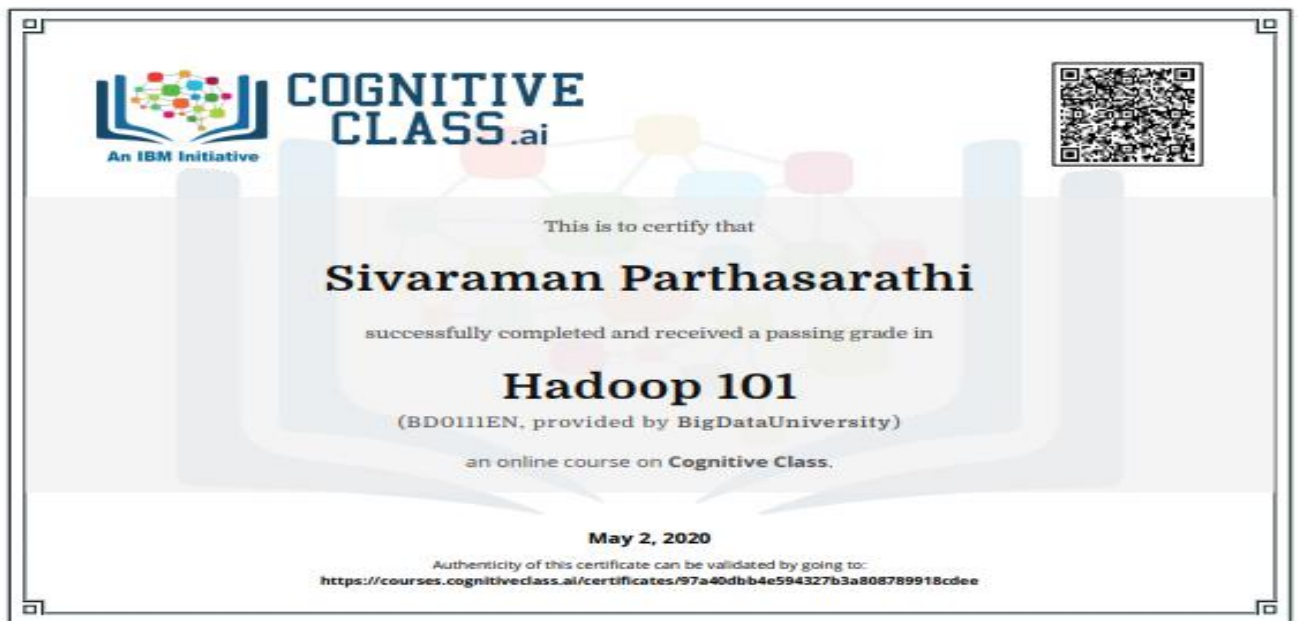 COGNITIVE
CLASS.ai
An IBM Initiative
This is to certify that
Sivaraman Parthasarathi
successfully completed and received a passing grade in
Hadoop 101
(BD0111EN, provided by BigDataUniversity)
an online course on Cognitive Class.
May 2, 2020
Authenticity of this certificate can be validated by going to:
https://courses.cognitiveclass.ai/certificates/97a40dbb4e594327b3a808789918cdee